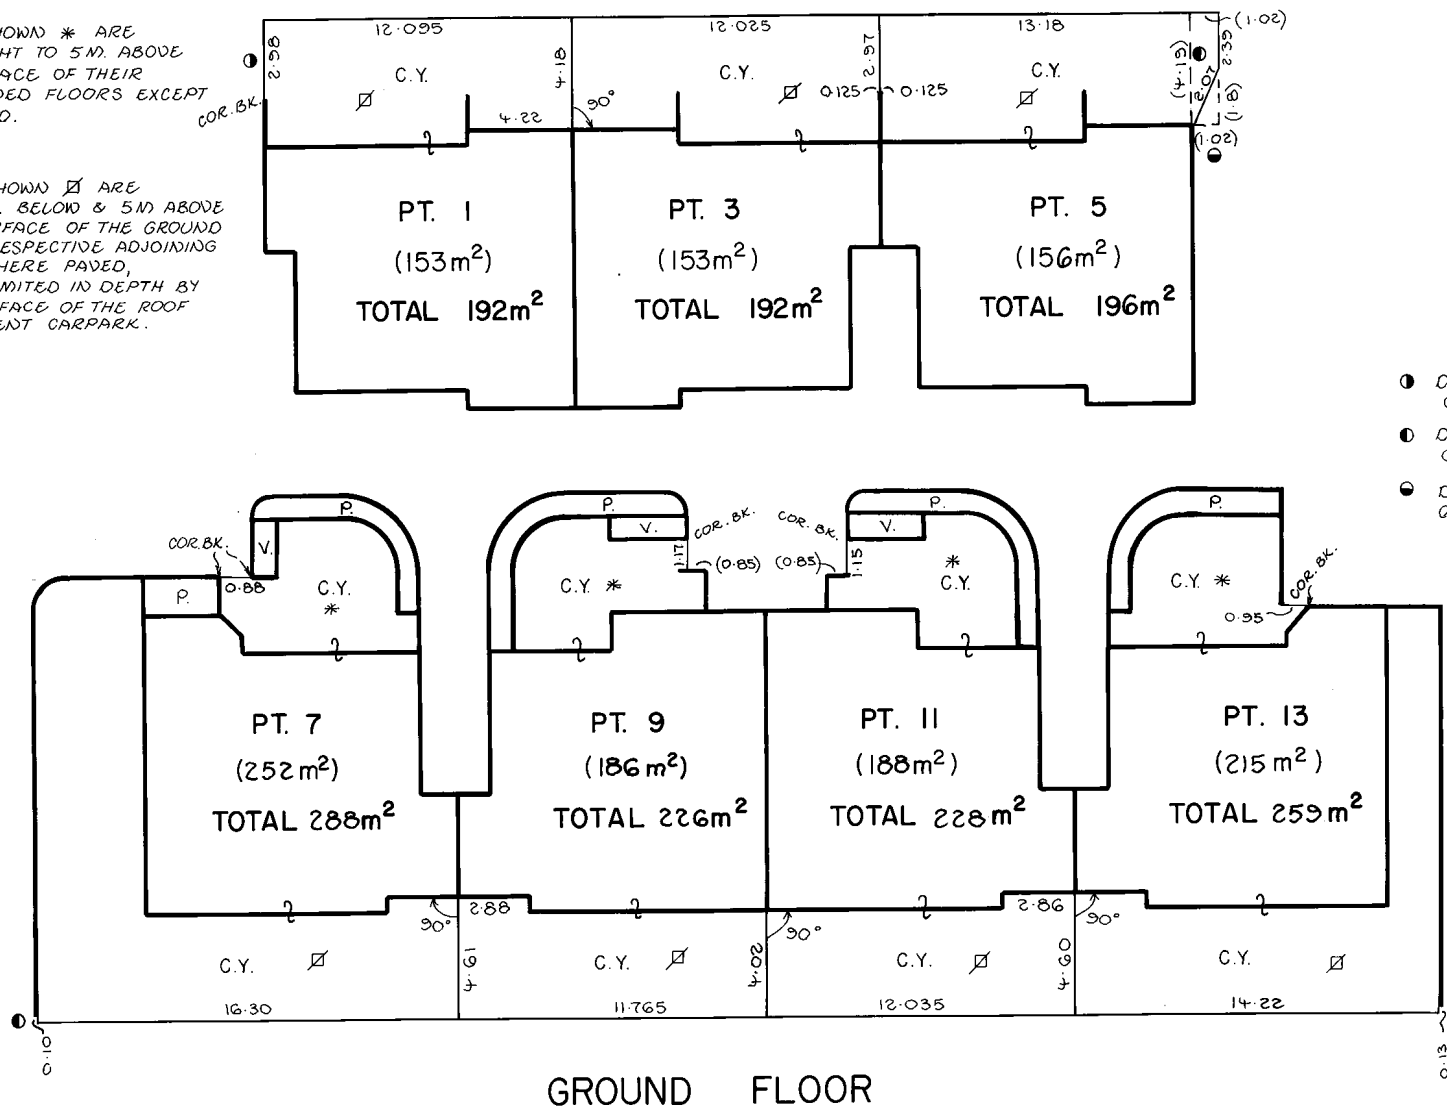 HOWN * ARE
HT TO 5M. ABOVE
ACE OF THEIR
DED FLOORS EXCEPT
D.
HOWN ARE
. BELOW & 5M ABOVE
RFACE OF THE GROUND
RESPECTIVE ADJOINING
HERE PAVED,
MITED IN DEPTH BY
FACE OF THE ROOF
ENT CARPARK.
12·095
12·025
13·18
(1·02)
2·98
4·18
2·97
(4·19)
2·07
2·39
(1·8)
(1·02)
C.Y.
C.Y.
C.Y.
COR. BK.
4·22
90°
0·125
0·125
PT. 1
(153m²)
TOTAL 192m²
PT. 3
(153m²)
TOTAL 192m²
PT. 5
(156m²)
TOTAL 196m²
P.
P.
P.
P.
P.
V.
V.
V.
COR. BK.
COR. BK.
COR. BK.
COR. BK.
0·88
1·17
(0·85)
(0·85)
1·15
0·95
C.Y. *
C.Y. *
* C.Y.
C.Y. *
PT. 7
(252m²)
TOTAL 288m²
PT. 9
(186m²)
TOTAL 226m²
PT. 11
(188m²)
TOTAL 228m²
PT. 13
(215m²)
TOTAL 259m²
90°
2·88
90°
2·86
90°
4·61
4·02
4·60
C.Y.
C.Y.
C.Y.
C.Y.
16·30
11·765
12·035
14·22
0·10
0·13
GROUND FLOOR